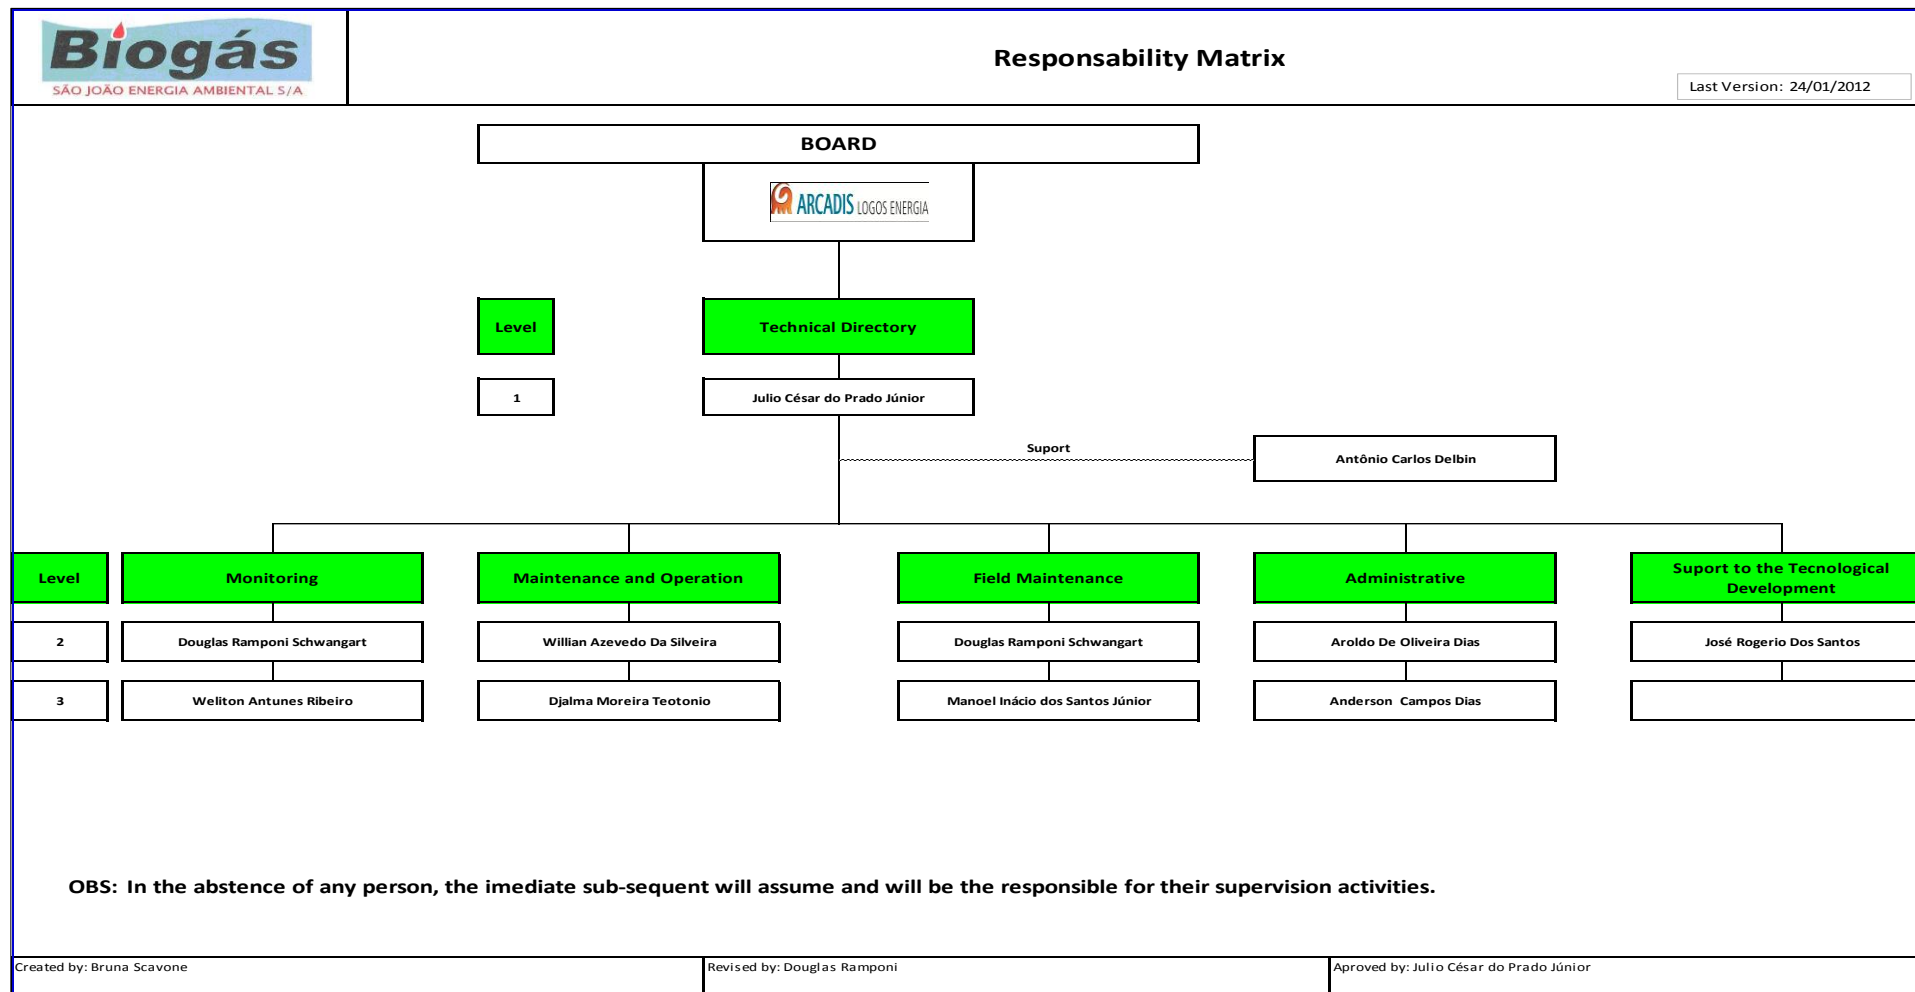 Biogás
SÃO JOÃO ENERGIA AMBIENTAL S/A
Responsability Matrix
Last Version: 24/01/2012
BOARD
ARCADIS LOGOS ENERGIA
Level
Technical Directory
1
Julio César do Prado Júnior
Suport
Antônio Carlos Delbin
Level
Monitoring
Maintenance and Operation
Field Maintenance
Administrative
Suport to the Tecnological
Development
2
Douglas Ramponi Schwangart
Willian Azevedo Da Silveira
Douglas Ramponi Schwangart
Aroldo De Oliveira Dias
José Rogerio Dos Santos
3
Weliton Antunes Ribeiro
Djalma Moreira Teotonio
Manoel Inácio dos Santos Júnior
Anderson Campos Dias
OBS: In the abstence of any person, the imediate sub-sequent will assume and will be the responsible for their supervision activities.
Created by: Bruna Scavone
Revised by: Douglas Ramponi
Aproved by: Julio César do Prado Júnior